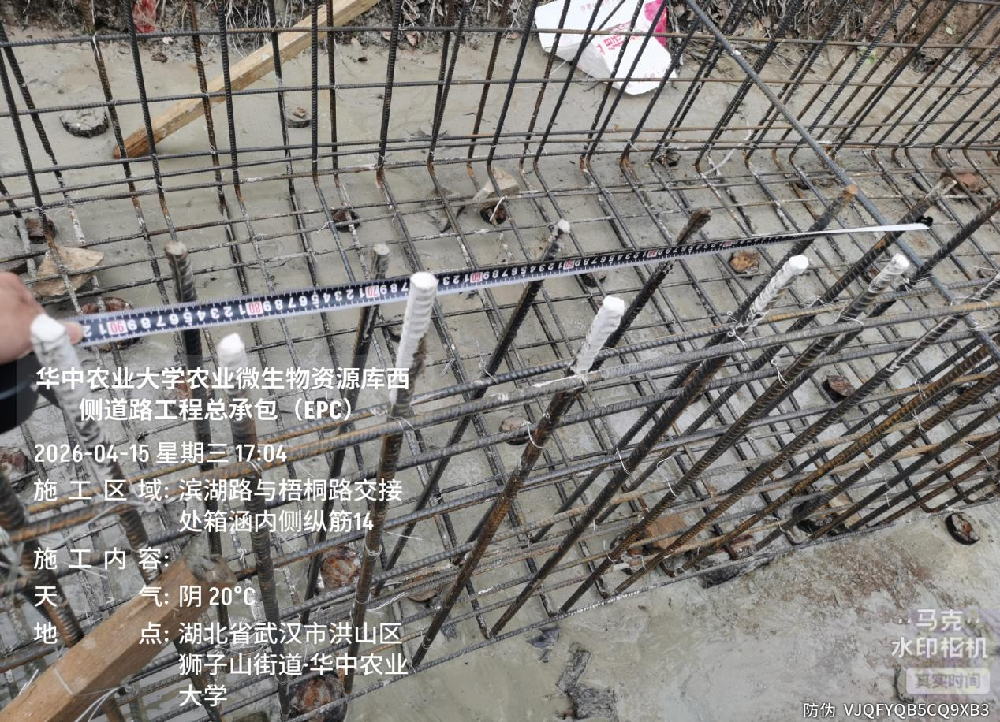 华中农业大学农业微生物资源库西
侧道路工程总承包（EPC）
2026-04-15 星期三 17:04
施工区域: 滨湖路与梧桐路交接
处箱涵内侧纵筋14
施工内容:
天气: 阴 20°C
地点: 湖北省武汉市洪山区
狮子山街道·华中农业
大学
马克
水印相机
真实时间
防伪 VJQFYQB5CQ9XB3